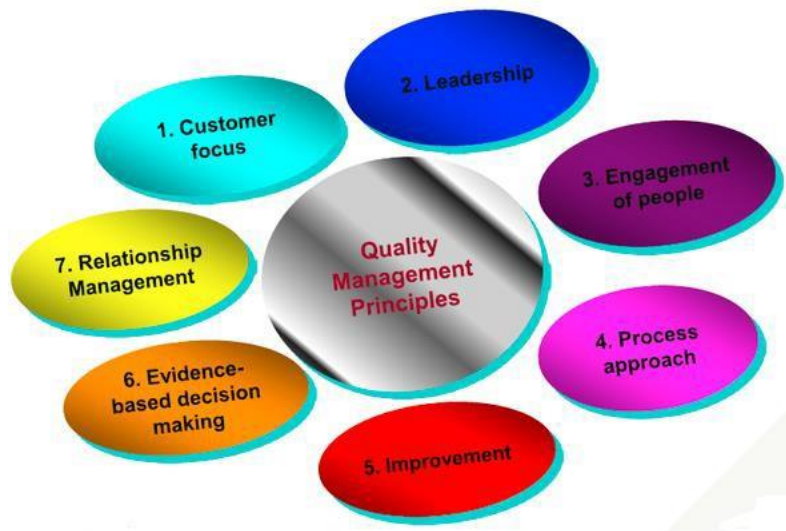 Quality
Management
Principles
1. Customer
focus
2. Leadership
3. Engagement
of people
4. Process
approach
5. Improvement
6. Evidence-
based decision
making
7. Relationship
Management